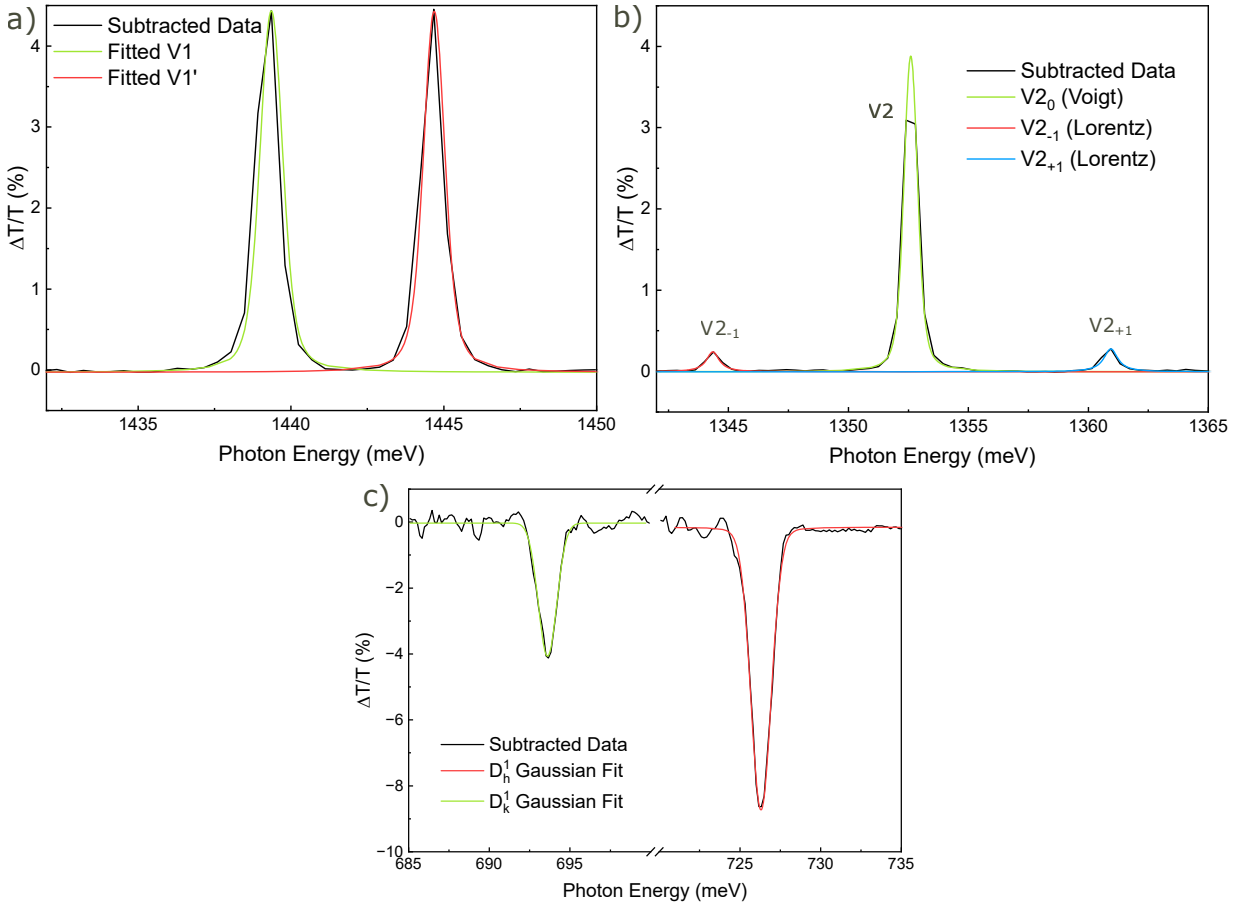 a)
Subtracted Data
Fitted V1
Fitted V1'
ΔT/T (%)
4
3
2
1
0
1435 1440 1445 1450
Photon Energy (meV)
b)
Subtracted Data
V2₀ (Voigt)
V2₋₁ (Lorentz)
V2₊₁ (Lorentz)
V2
V2₋₁
V2₊₁
ΔT/T (%)
4
3
2
1
0
1345 1350 1355 1360 1365
Photon Energy (meV)
c)
ΔT/T (%)
0
−2
−4
−6
−8
−10
Subtracted Data
D¹ₕ Gaussian Fit
D¹ₖ Gaussian Fit
685 690 695 725 730 735
Photon Energy (meV)